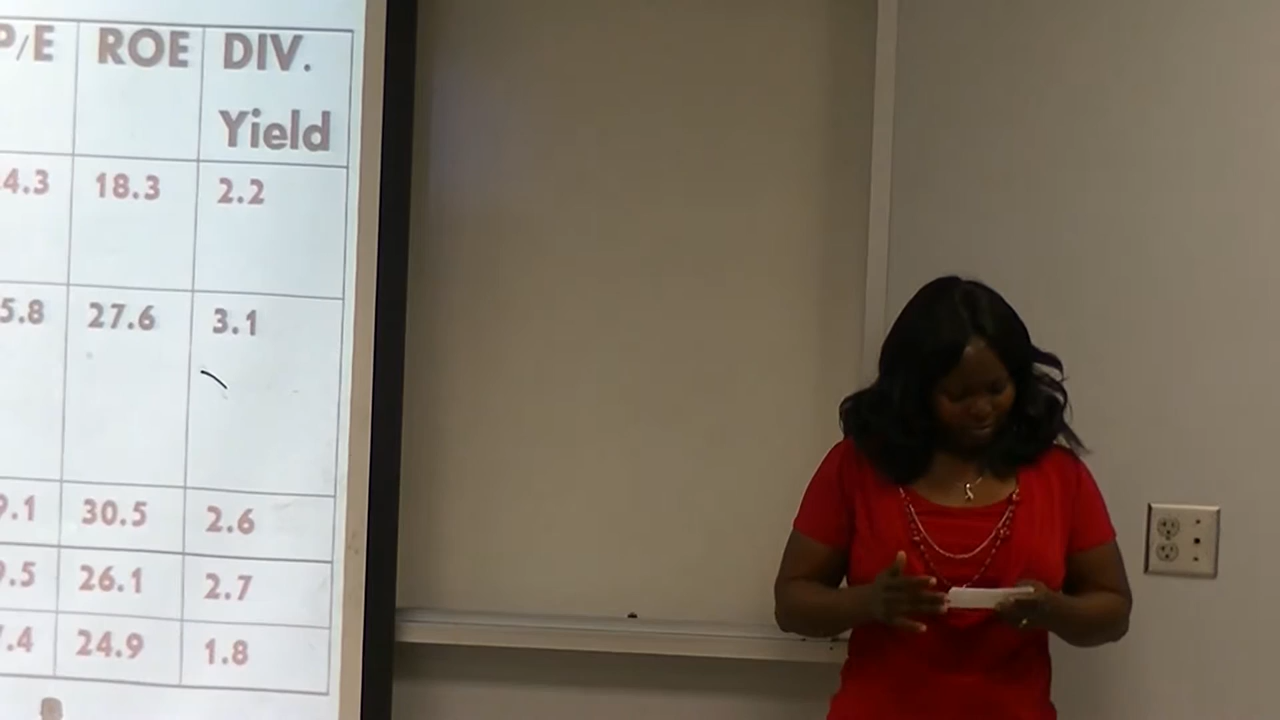 P/E ROE DIV.
Yield
4.3 18.3 2.2
5.8 27.6 3.1
9.1 30.5 2.6
9.5 26.1 2.7
.4 24.9 1.8